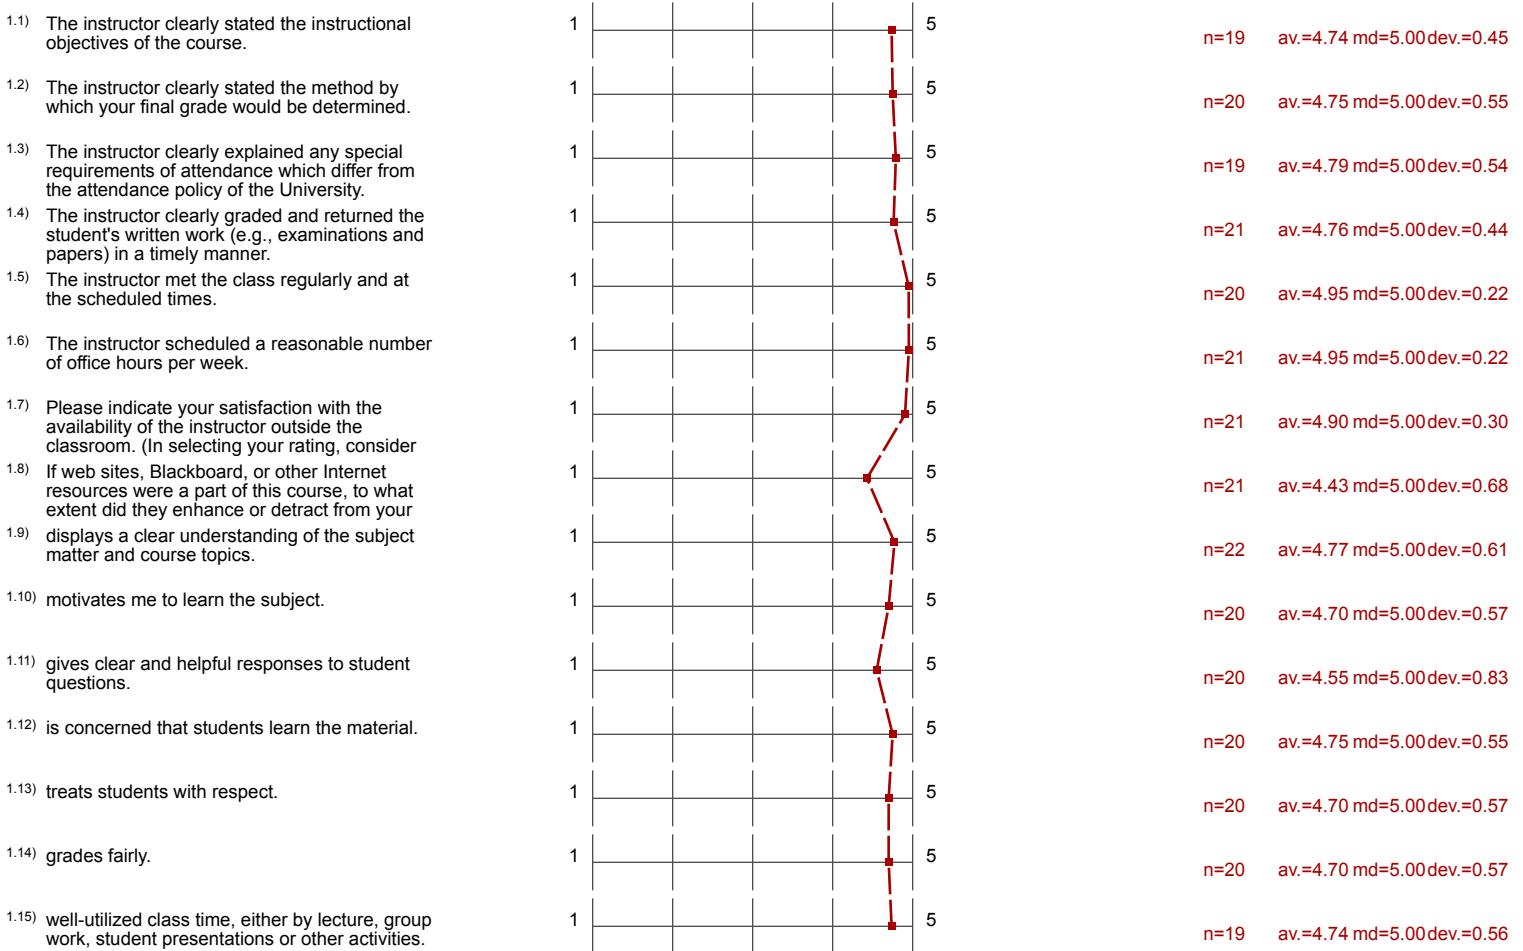 1.1) The instructor clearly stated the instructional
objectives of the course.
1 5
n=19 av.=4.74 md=5.00 dev.=0.45
1.2) The instructor clearly stated the method by
which your final grade would be determined.
1 5
n=20 av.=4.75 md=5.00 dev.=0.55
1.3) The instructor clearly explained any special
requirements of attendance which differ from
the attendance policy of the University.
1 5
n=19 av.=4.79 md=5.00 dev.=0.54
1.4) The instructor clearly graded and returned the
student's written work (e.g., examinations and
papers) in a timely manner.
1 5
n=21 av.=4.76 md=5.00 dev.=0.44
1.5) The instructor met the class regularly and at
the scheduled times.
1 5
n=20 av.=4.95 md=5.00 dev.=0.22
1.6) The instructor scheduled a reasonable number
of office hours per week.
1 5
n=21 av.=4.95 md=5.00 dev.=0.22
1.7) Please indicate your satisfaction with the
availability of the instructor outside the
classroom. (In selecting your rating, consider
1 5
n=21 av.=4.90 md=5.00 dev.=0.30
1.8) If web sites, Blackboard, or other Internet
resources were a part of this course, to what
extent did they enhance or detract from your
1 5
n=21 av.=4.43 md=5.00 dev.=0.68
1.9) displays a clear understanding of the subject
matter and course topics.
1 5
n=22 av.=4.77 md=5.00 dev.=0.61
1.10) motivates me to learn the subject.
1 5
n=20 av.=4.70 md=5.00 dev.=0.57
1.11) gives clear and helpful responses to student
questions.
1 5
n=20 av.=4.55 md=5.00 dev.=0.83
1.12) is concerned that students learn the material.
1 5
n=20 av.=4.75 md=5.00 dev.=0.55
1.13) treats students with respect.
1 5
n=20 av.=4.70 md=5.00 dev.=0.57
1.14) grades fairly.
1 5
n=20 av.=4.70 md=5.00 dev.=0.57
1.15) well-utilized class time, either by lecture, group
work, student presentations or other activities.
1 5
n=19 av.=4.74 md=5.00 dev.=0.56